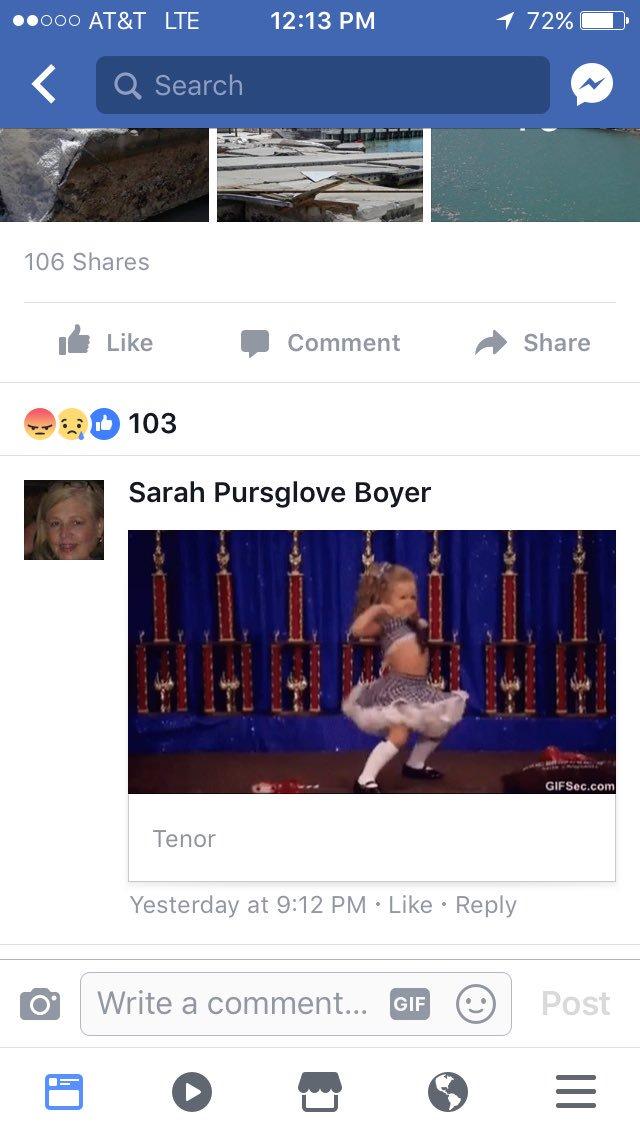 AT&T LTE 12:13 PM 72%
Search
106 Shares
Like Comment Share
103
Sarah Pursglove Boyer
GIFSec.com
Tenor
Yesterday at 9:12 PM · Like · Reply
Write a comment... GIF Post